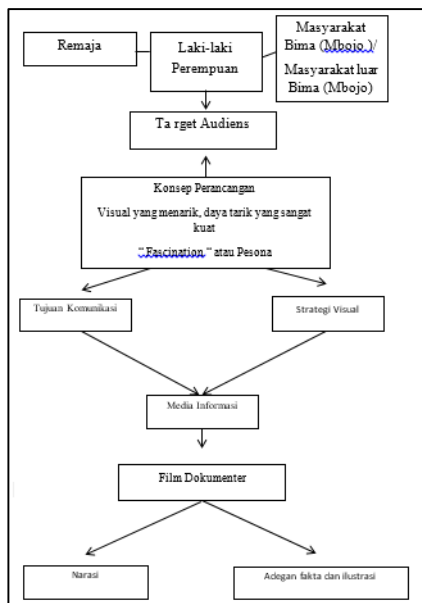 Remaja
Laki-laki
Perempuan
Masyarakat
Bima (Mbojo )/
Masyarakat luar
Bima (Mbojo)
Ta rget Audiens
Konsep Perancangan
Visual yang menarik, daya tarik yang sangat
kuat
“ Fascination “ atau Pesona
Tujuan Komunikasi
Strategi Visual
Media Informasi
Film Dokumenter
Narasi
Adegan fakta dan ilustrasi